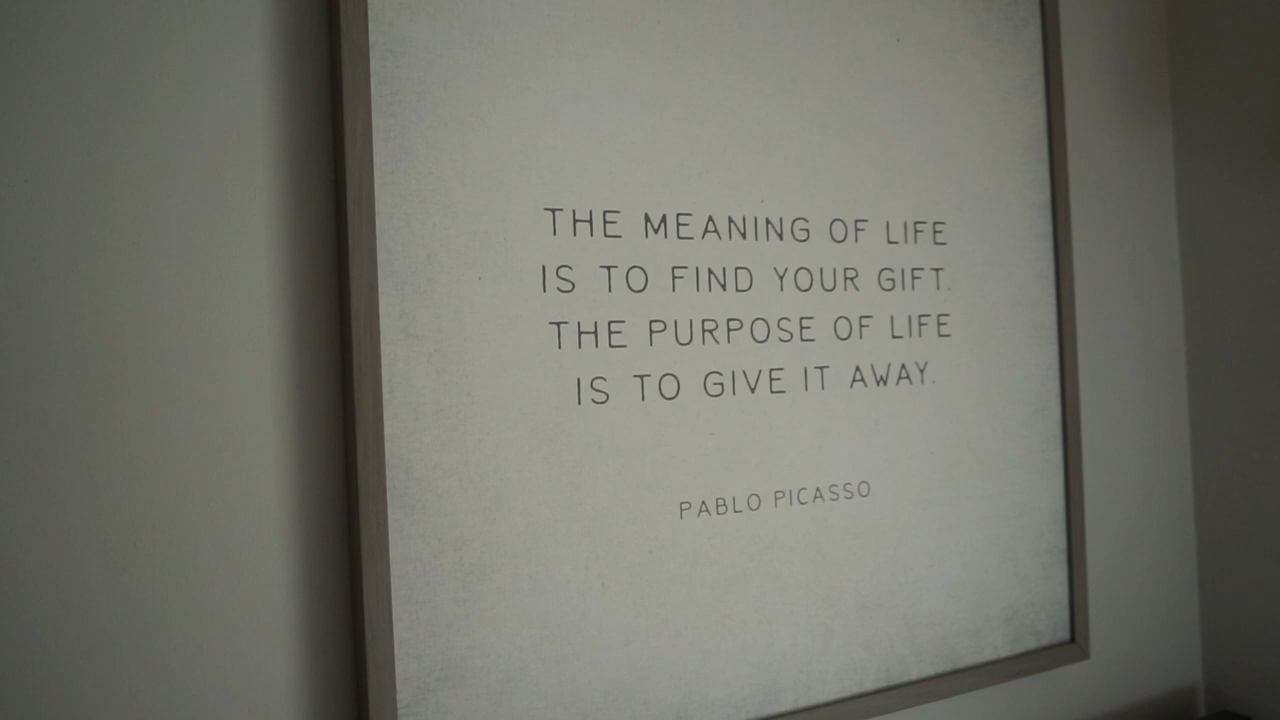 THE MEANING OF LIFE
IS TO FIND YOUR GIFT.
THE PURPOSE OF LIFE
IS TO GIVE IT AWAY.
PABLO PICASSO